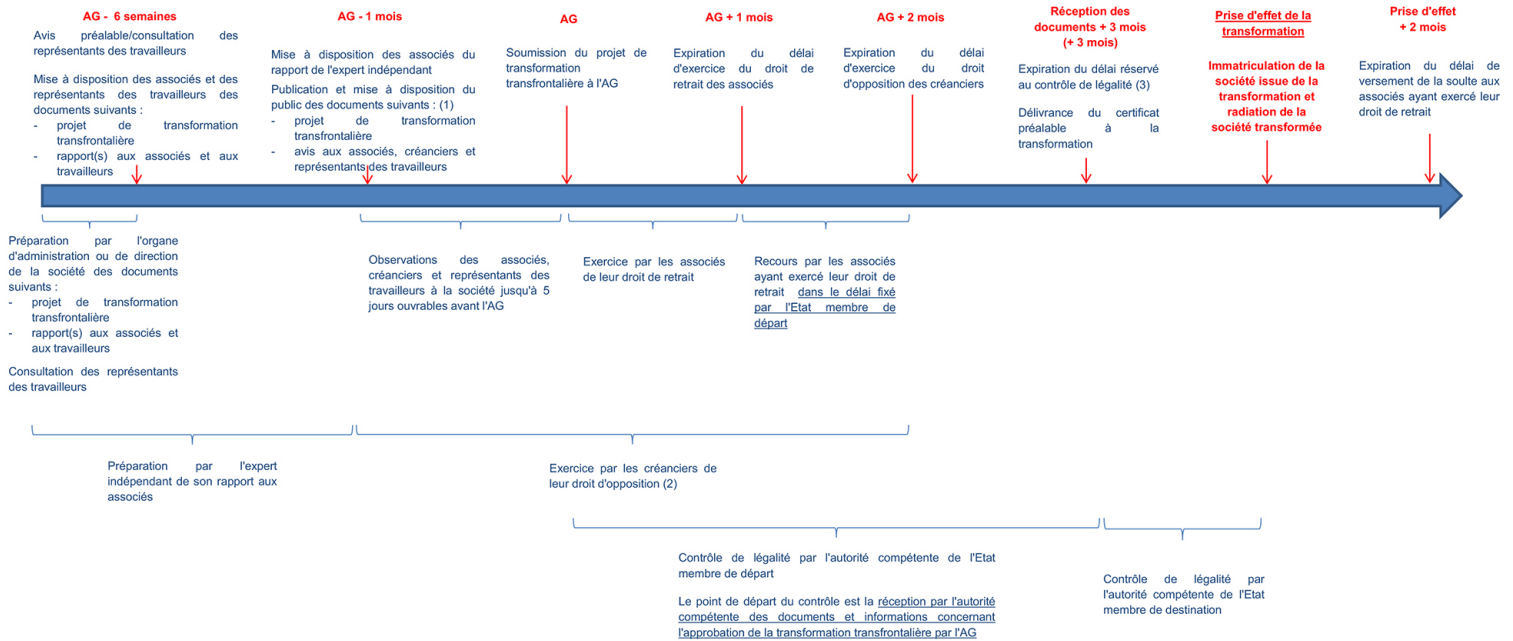 AG - 6 semaines
Avis préalable/consultation des
représentants des travailleurs
Mise à disposition des associés et des
représentants des travailleurs des
documents suivants :
- projet de transformation
transfrontalière
- rapport(s) aux associés et aux
travailleurs
AG - 1 mois
Mise à disposition des associés du
rapport de l'expert indépendant
Publication et mise à disposition du
public des documents suivants : (1)
- projet de transformation
transfrontalière
- avis aux associés, créanciers et
représentants des travailleurs
AG
Soumission du projet de
transformation
transfrontalière à l'AG
AG + 1 mois
Expiration du délai
d'exercice du droit de
retrait des associés
AG + 2 mois
Expiration du délai
d'exercice du droit
d'opposition des créanciers
Réception des
documents + 3 mois
(+ 3 mois)
Expiration du délai réservé
au contrôle de légalité (3)
Délivrance du certificat
préalable à la
transformation
Prise d'effet de la
transformation
Immatriculation de la
société issue de la
transformation et
radiation de la
société transformée
Prise d'effet
+ 2 mois
Expiration du délai de
versement de la soulte aux
associés ayant exercé leur
droit de retrait
Préparation par l'organe
d'administration ou de direction
de la société des documents
suivants :
- projet de transformation
transfrontalière
- rapport(s) aux associés et
aux travailleurs
Consultation des représentants
des travailleurs
Observations des associés,
créanciers et représentants des
travailleurs à la société jusqu'à 5
jours ouvrables avant l'AG
Exercice par les associés
de leur droit de retrait
Recours par les associés
ayant exercé leur droit de
retrait dans le délai fixé
par l'Etat membre de
départ
Préparation par l'expert
indépendant de son rapport aux
associés
Exercice par les créanciers de
leur droit d'opposition (2)
Contrôle de légalité par l'autorité compétente de l'Etat
membre de départ
Le point de départ du contrôle est la réception par l'autorité
compétente des documents et informations concernant
l'approbation de la transformation transfrontalière par l'AG
Contrôle de légalité par
l'autorité compétente de l'Etat
membre de destination